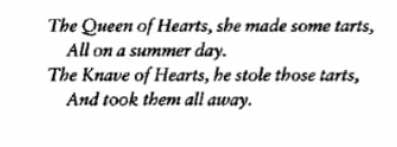 The Queen of Hearts, she made some tarts,
All on a summer day.
The Knave of Hearts, he stole those tarts,
And took them all away.